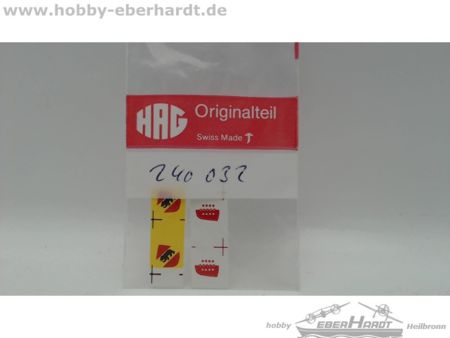 www.hobby-eberhardt.de
HAG
Originalteil
Swiss Made
240 032
hobby EBERHARDT Heilbronn